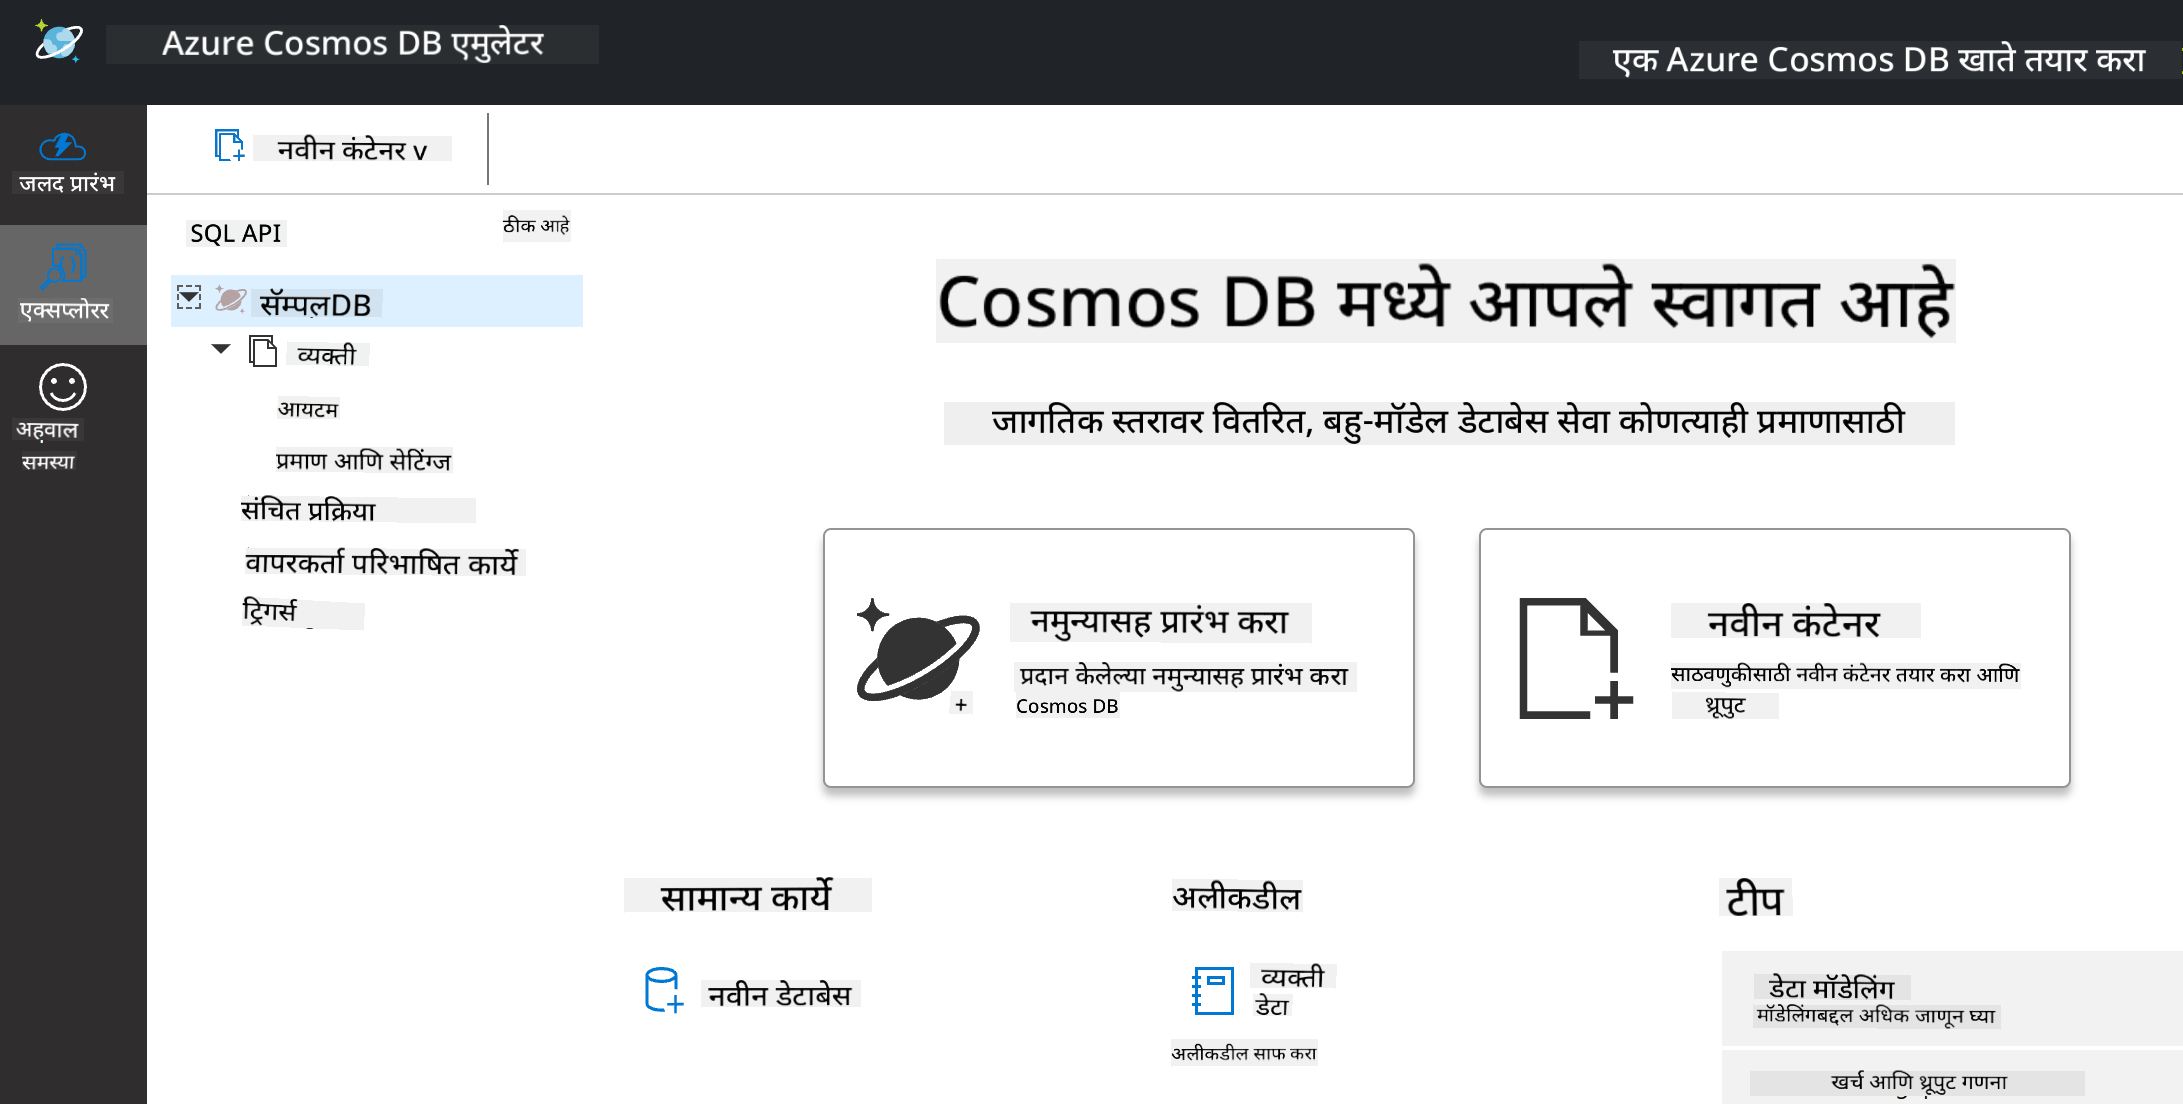 Azure Cosmos DB एमुलेटर
एक Azure Cosmos DB खाते तयार करा
नवीन कंटेनर v
जलद प्रारंभ
एक्सप्लोरर
अहवाल
समस्या
SQL API
ठीक आहे
सॅम्पलDB
व्यक्ती
आयटम
प्रमाण आणि सेटिंग्ज
संचित प्रक्रिया
वापरकर्ता परिभाषित कार्ये
ट्रिगर्स
Cosmos DB मध्ये आपले स्वागत आहे
जागतिक स्तरावर वितरित, बहु-मॉडेल डेटाबेस सेवा कोणत्याही प्रमाणासाठी
नमुन्यासह प्रारंभ करा
प्रदान केलेल्या नमुन्यासह प्रारंभ करा
Cosmos DB
+
नवीन कंटेनर
साठवणुकीसाठी नवीन कंटेनर तयार करा आणि
थ्रूपुट
सामान्य कार्ये
नवीन डेटाबेस
अलीकडील
व्यक्ती
डेटा
अलीकडील साफ करा
टीप
डेटा मॉडेलिंग
मॉडेलिंगबद्दल अधिक जाणून घ्या
खर्च आणि थ्रूपुट गणना